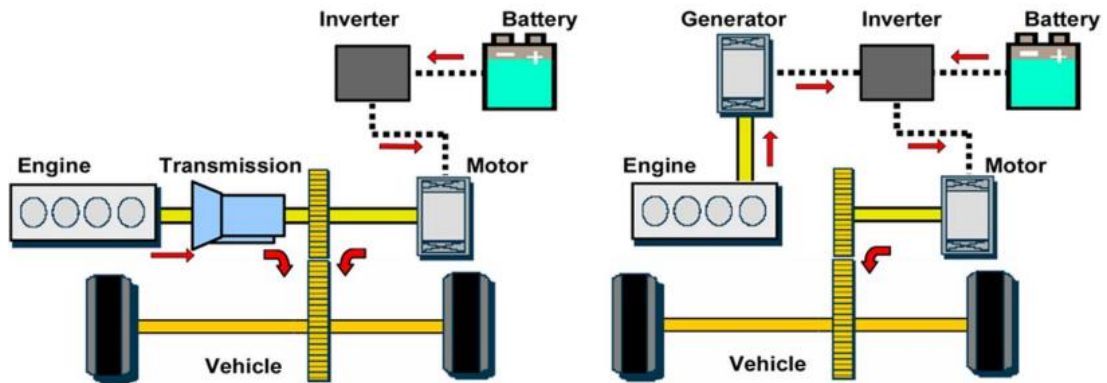 Inverter Battery
Engine Transmission Motor
Vehicle
Generator Inverter Battery
Engine Motor
Vehicle